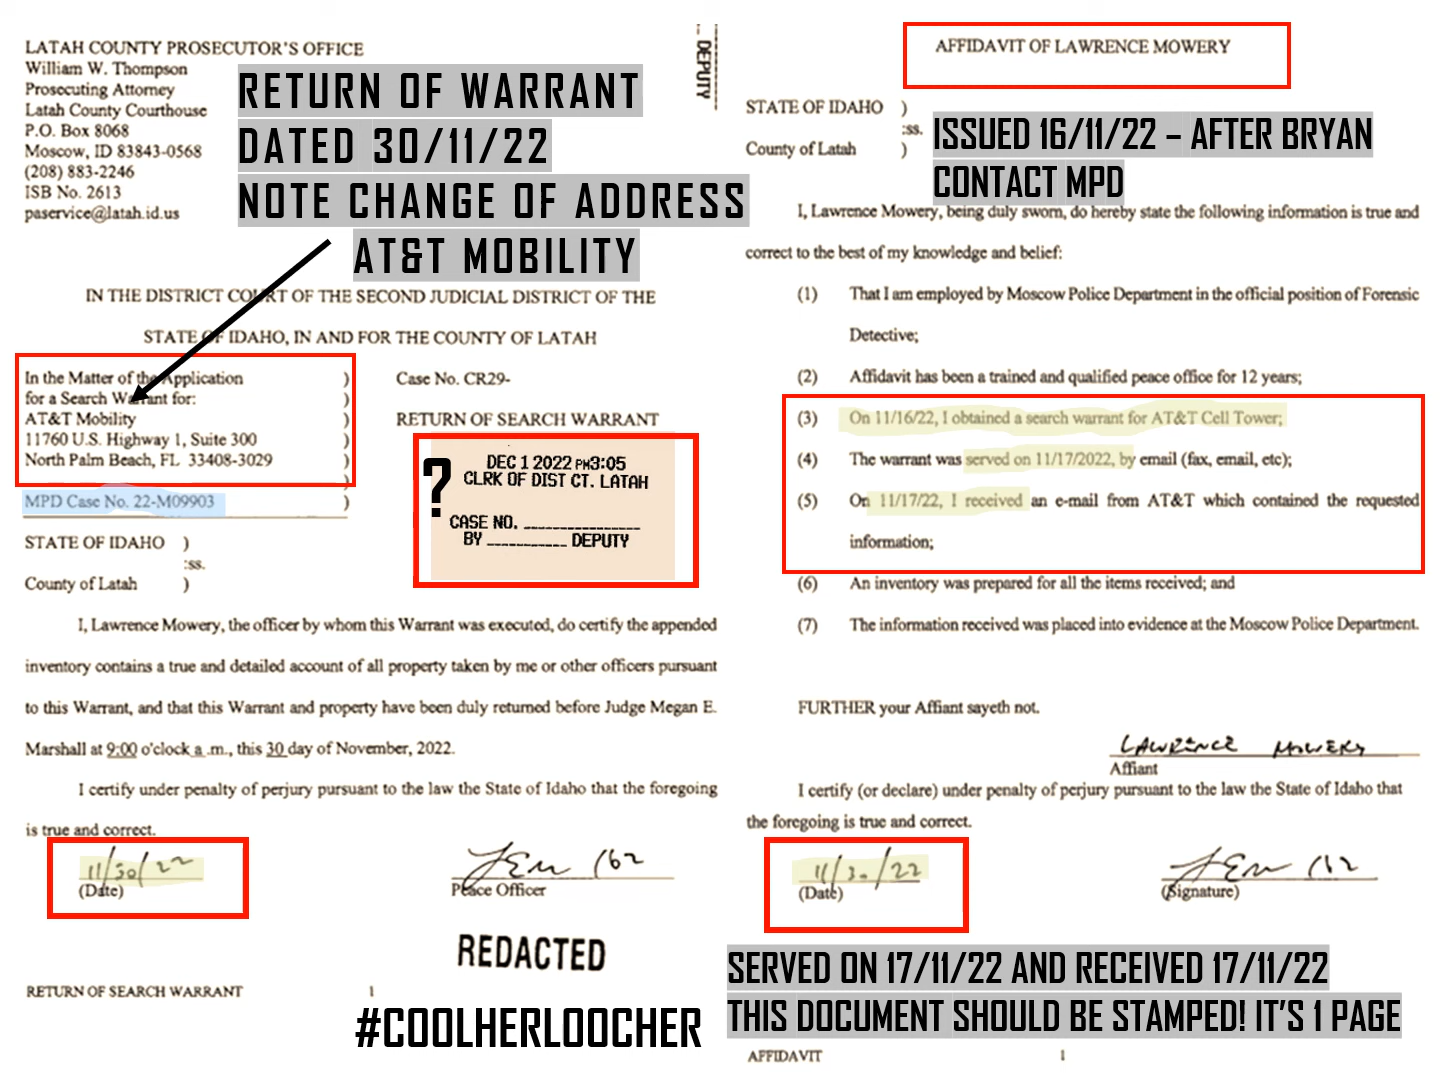 LATAH COUNTY PROSECUTOR'S OFFICE
William W. Thompson
Prosecuting Attorney
Latah County Courthouse
P.O. Box 8068
Moscow, ID 83843-0568
(208) 883-2246
ISB No. 2613
paservice@latah.id.us
RETURN OF WARRANT
DATED 30/11/22
NOTE CHANGE OF ADDRESS
AT&T MOBILITY
DEPUTY
IN THE DISTRICT COURT OF THE SECOND JUDICIAL DISTRICT OF THE
STATE OF IDAHO, IN AND FOR THE COUNTY OF LATAH
In the Matter of the Application )
for a Search Warrant for: )
AT&T Mobility )
11760 U.S. Highway 1, Suite 300 )
North Palm Beach, FL 33408-3029 )
)
MPD Case No. 22-M09903 )
Case No. CR29-
RETURN OF SEARCH WARRANT
?
DEC 1 2022 PM3:05
CLRK OF DIST CT. LATAH
CASE NO. ____________
BY ________ DEPUTY
STATE OF IDAHO )
:ss.
County of Latah )
I, Lawrence Mowery, the officer by whom this Warrant was executed, do certify the appended
inventory contains a true and detailed account of all property taken by me or other officers pursuant
to this Warrant, and that this Warrant and property have been duly returned before Judge Megan E.
Marshall at 9:00 o'clock a .m., this 30 day of November, 2022.
I certify under penalty of perjury pursuant to the law the State of Idaho that the foregoing
is true and correct.
11/30/22
(Date)
162
Peace Officer
REDACTED
RETURN OF SEARCH WARRANT 1
#COOLHERLOOCHER
AFFIDAVIT OF LAWRENCE MOWERY
STATE OF IDAHO )
:ss.
County of Latah )
ISSUED 16/11/22 – AFTER BRYAN
CONTACT MPD
I, Lawrence Mowery, being duly sworn, do hereby state the following information is true and
correct to the best of my knowledge and belief:
(1) That I am employed by Moscow Police Department in the official position of Forensic
Detective;
(2) Affidavit has been a trained and qualified peace office for 12 years;
(3) On 11/16/22, I obtained a search warrant for AT&T Cell Tower;
(4) The warrant was served on 11/17/2022, by email (fax, email, etc);
(5) On 11/17/22, I received an e-mail from AT&T which contained the requested
information;
(6) An inventory was prepared for all the items received; and
(7) The information received was placed into evidence at the Moscow Police Department.
FURTHER your Affiant sayeth not.
LAWRENCE MOWERY
Affiant
I certify (or declare) under penalty of perjury pursuant to the law the State of Idaho that
the foregoing is true and correct.
11/30/22
(Date)
162
(Signature)
SERVED ON 17/11/22 AND RECEIVED 17/11/22
THIS DOCUMENT SHOULD BE STAMPED! IT'S 1 PAGE
AFFIDAVIT 1